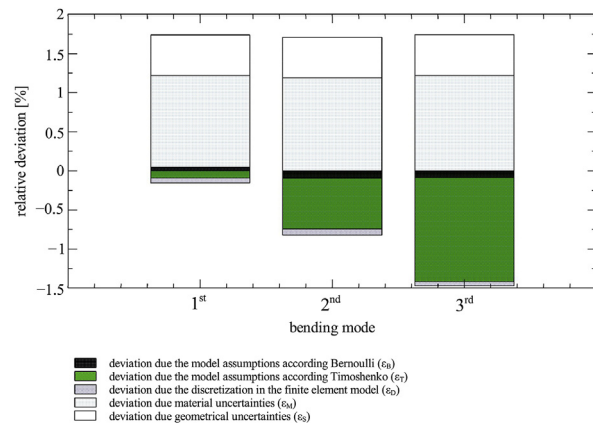 2
1.5
1
0.5
0
−0.5
−1
−1.5
relative deviation [%]
1st 2nd 3rd
bending mode
deviation due the model assumptions according Bernoulli (εB)
deviation due the model assumptions according Timoshenko (εT)
deviation due the discretization in the finite element model (εD)
deviation due material uncertainties (εM)
deviation due geometrical uncertainties (εS)